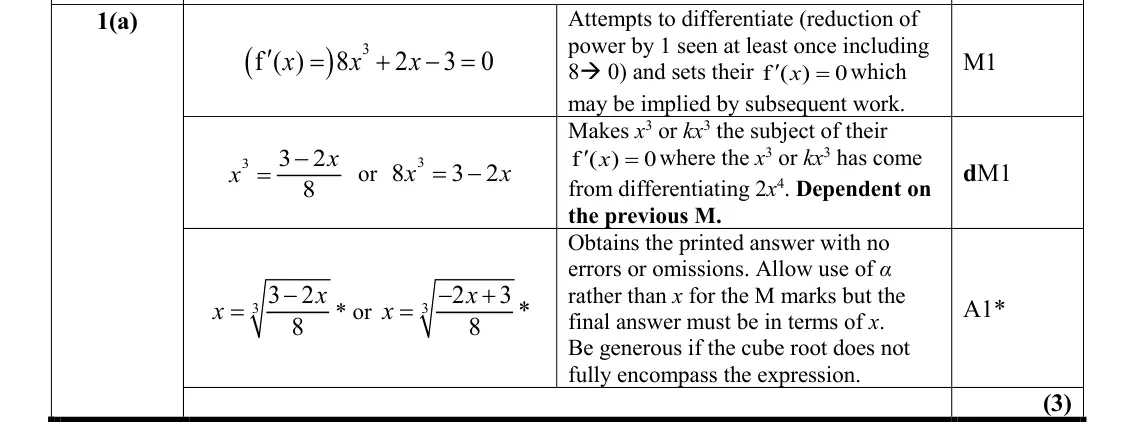 1(a)
(f′(x) =)8x³ + 2x − 3 = 0
Attempts to differentiate (reduction of
power by 1 seen at least once including
8→ 0) and sets their f′(x) = 0 which
may be implied by subsequent work.
M1
x³ = (3 − 2x)/8 or 8x³ = 3 − 2x
Makes x³ or kx³ the subject of their
f′(x) = 0 where the x³ or kx³ has come
from differentiating 2x⁴. Dependent on
the previous M.
dM1
x = ∛((3 − 2x)/8) * or x = ∛((−2x + 3)/8) *
Obtains the printed answer with no
errors or omissions. Allow use of α
rather than x for the M marks but the
final answer must be in terms of x.
Be generous if the cube root does not
fully encompass the expression.
A1*
(3)